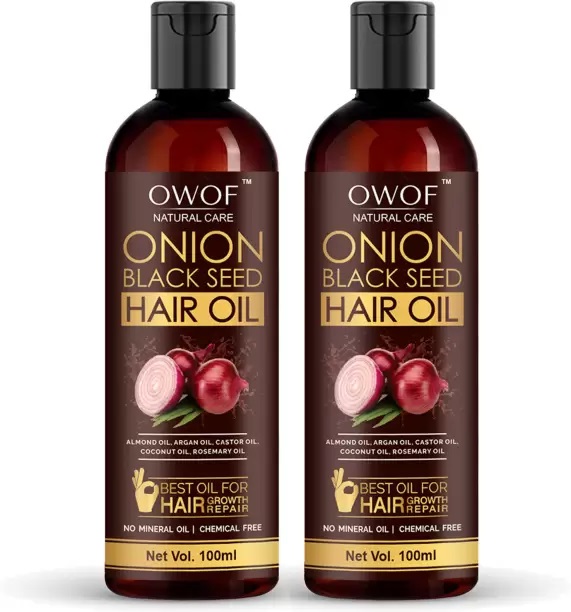 OWOF™
NATURAL CARE
ONION
BLACK SEED
HAIR OIL
ALMOND OIL, ARGAN OIL, CASTOR OIL,
COCONUT OIL, ROSEMARY OIL
BEST OIL FOR
HAIR GROWTH
REPAIR
NO MINERAL OIL | CHEMICAL FREE
Net Vol. 100ml
OWOF™
NATURAL CARE
ONION
BLACK SEED
HAIR OIL
ALMOND OIL, ARGAN OIL, CASTOR OIL,
COCONUT OIL, ROSEMARY OIL
BEST OIL FOR
HAIR GROWTH
REPAIR
NO MINERAL OIL | CHEMICAL FREE
Net Vol. 100ml